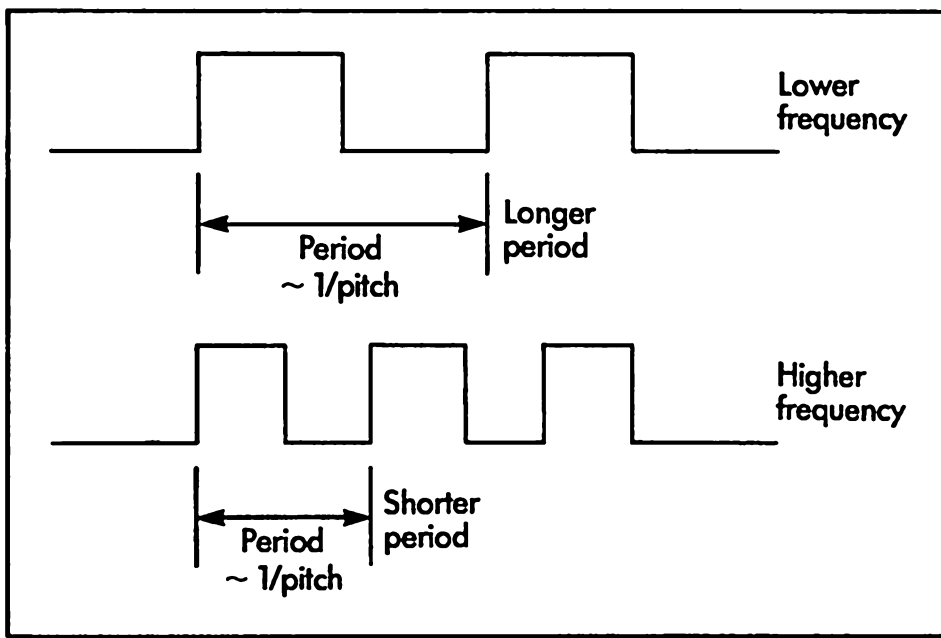 Lower
frequency
Longer
period
Period
~ 1/pitch
Higher
frequency
Shorter
period
Period
~ 1/pitch